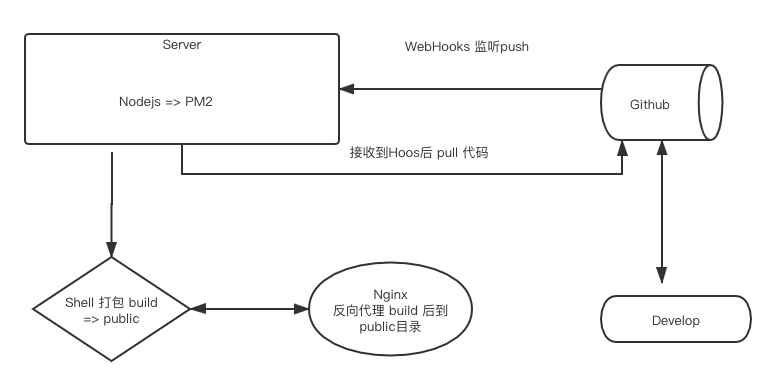 Server
WebHooks 监听push
Nodejs => PM2
Github
接收到Hoos后 pull 代码
Shell 打包 build
=> public
Nginx
反向代理 build 后到
public目录
Develop